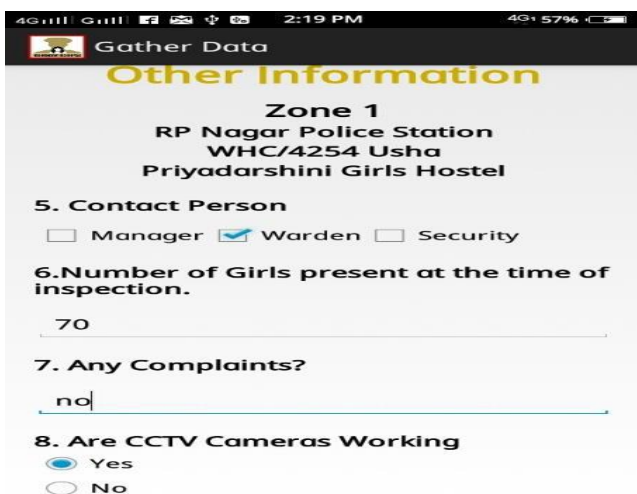 2:19 PM 4G 57%
Gather Data
Other Information
Zone 1
RP Nagar Police Station
WHC/4254 Usha
Priyadarshini Girls Hostel
5. Contact Person
Manager Warden Security
6.Number of Girls present at the time of
inspection.
70
7. Any Complaints?
no
8. Are CCTV Cameras Working
Yes
No